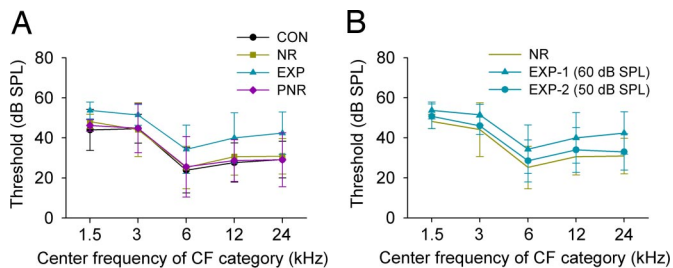 A
CON
NR
EXP
PNR
80
60
40
20
0
Threshold (dB SPL)
1.5 3 6 12 24
Center frequency of CF category (kHz)
B
NR
EXP-1 (60 dB SPL)
EXP-2 (50 dB SPL)
80
60
40
20
0
Threshold (dB SPL)
1.5 3 6 12 24
Center frequency of CF category (kHz)